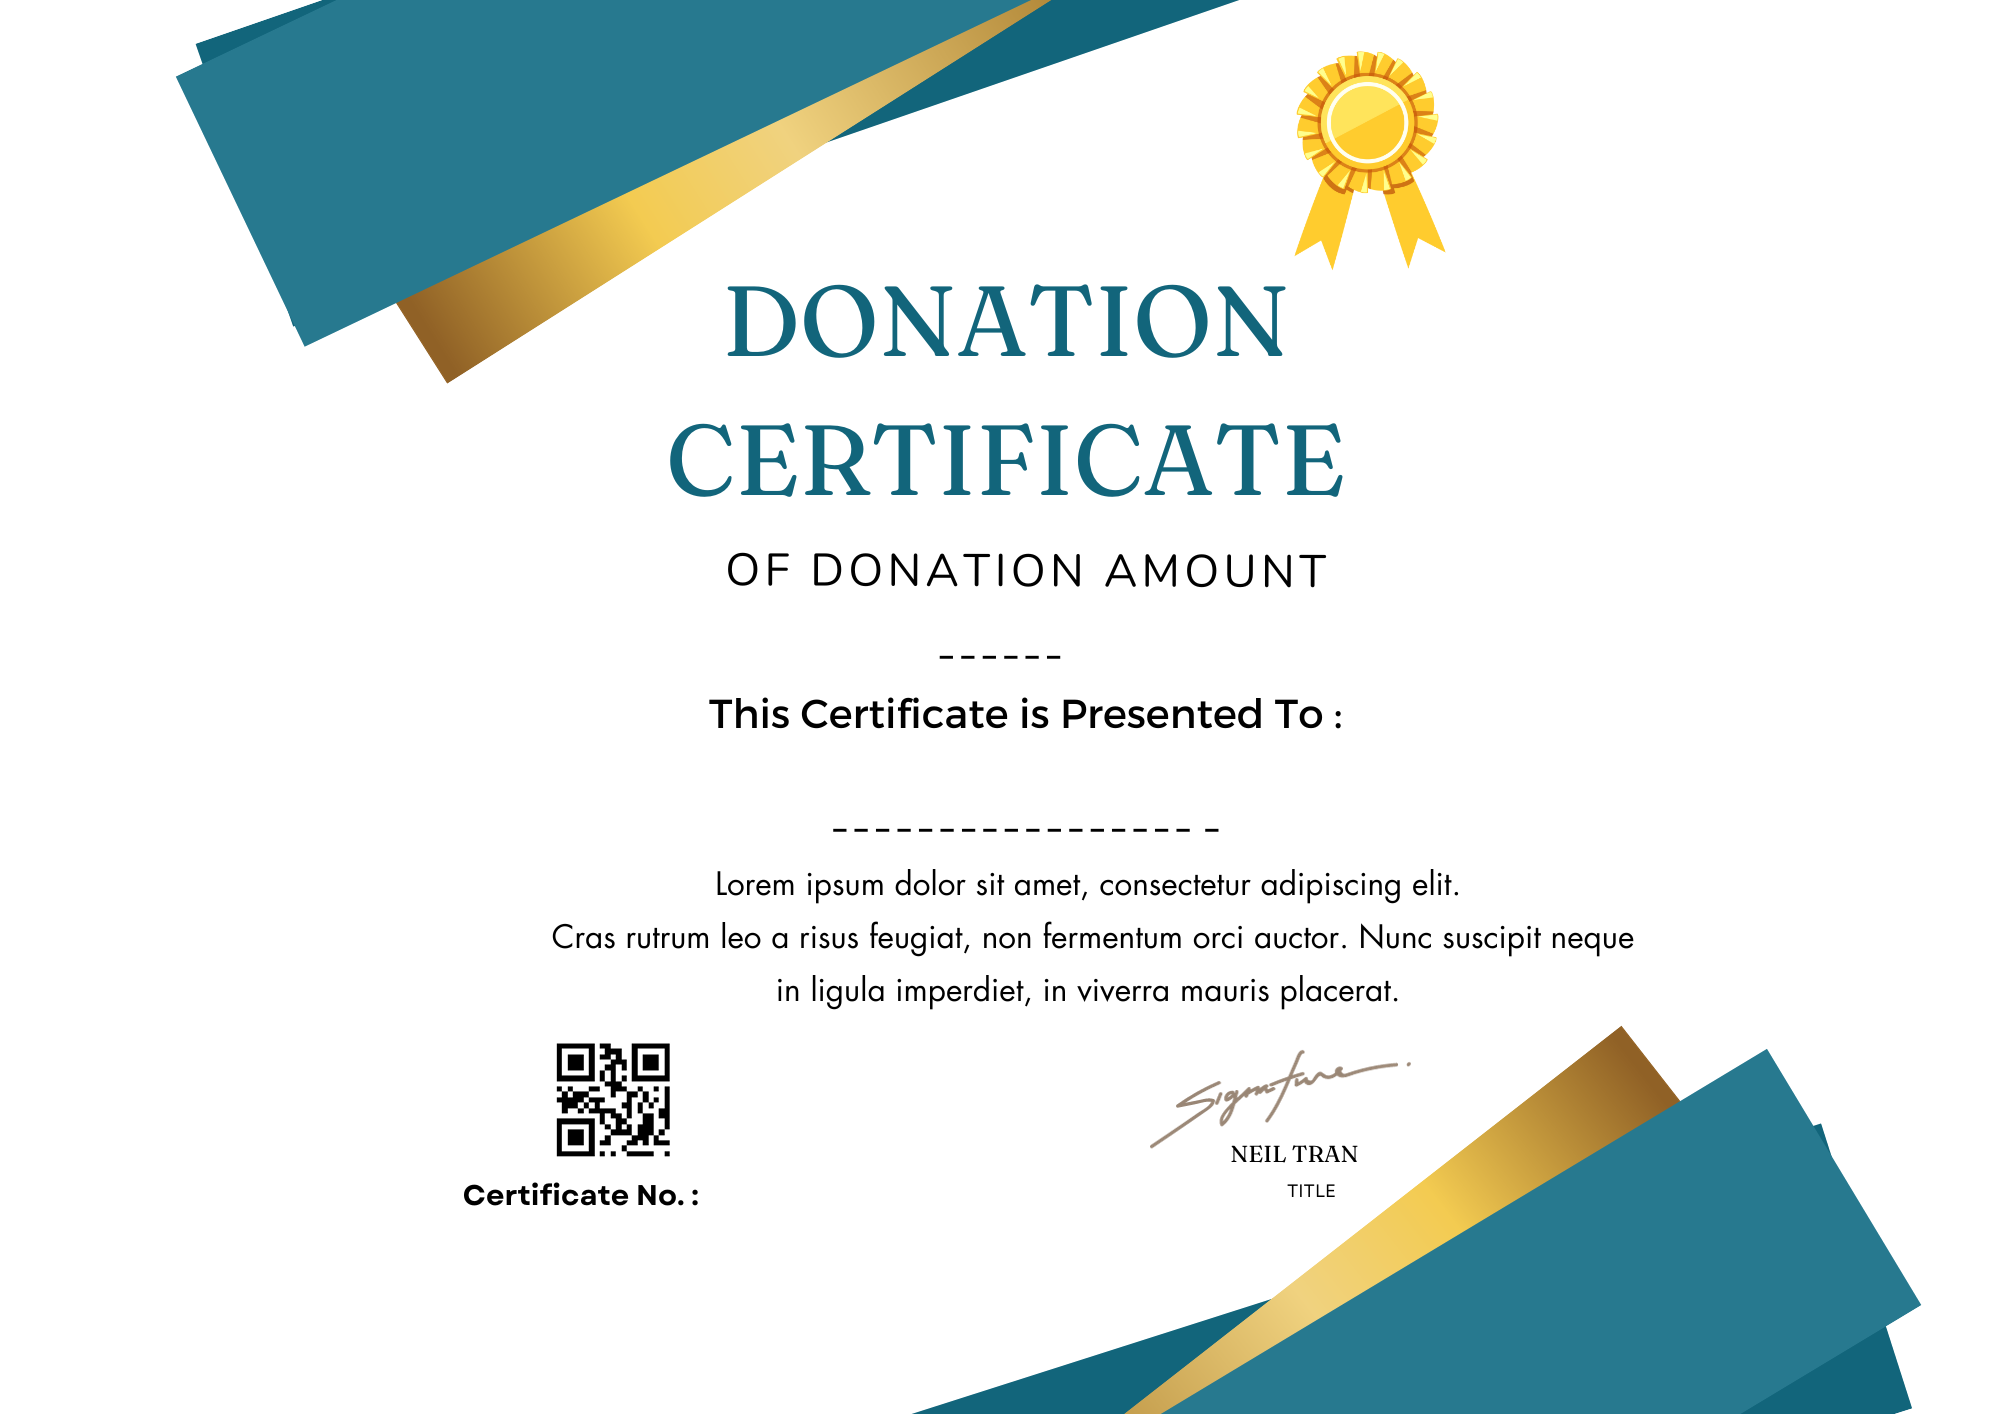 DONATION
CERTIFICATE
OF DONATION AMOUNT
------
This Certificate is Presented To :
----------------- -
Lorem ipsum dolor sit amet, consectetur adipiscing elit.
Cras rutrum leo a risus feugiat, non fermentum orci auctor. Nunc suscipit neque
in ligula imperdiet, in viverra mauris placerat.
Signature
NEIL TRAN
TITLE
Certificate No. :